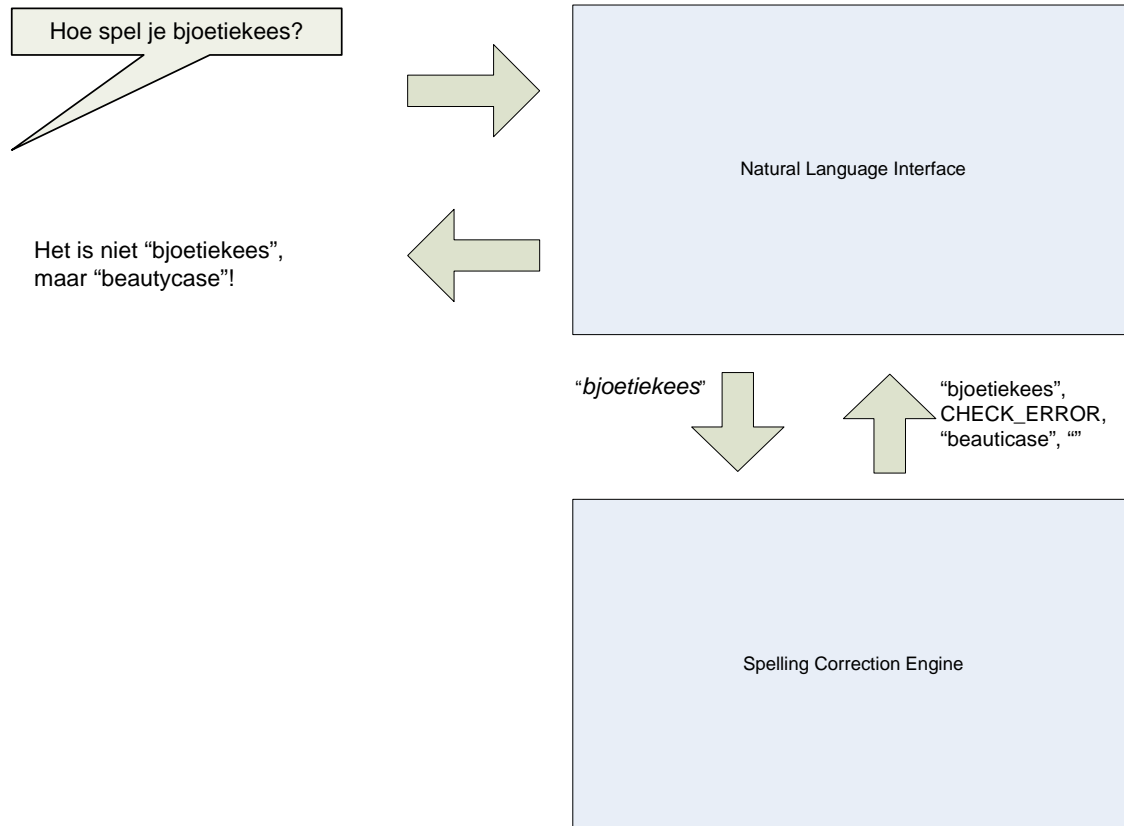 Hoe spel je bjoetiekees?
Natural Language Interface
Het is niet “bjoetiekees”,
maar “beautycase”!
“bjoetiekees”
“bjoetiekees”,
CHECK_ERROR,
“beauticase”, “”
Spelling Correction Engine